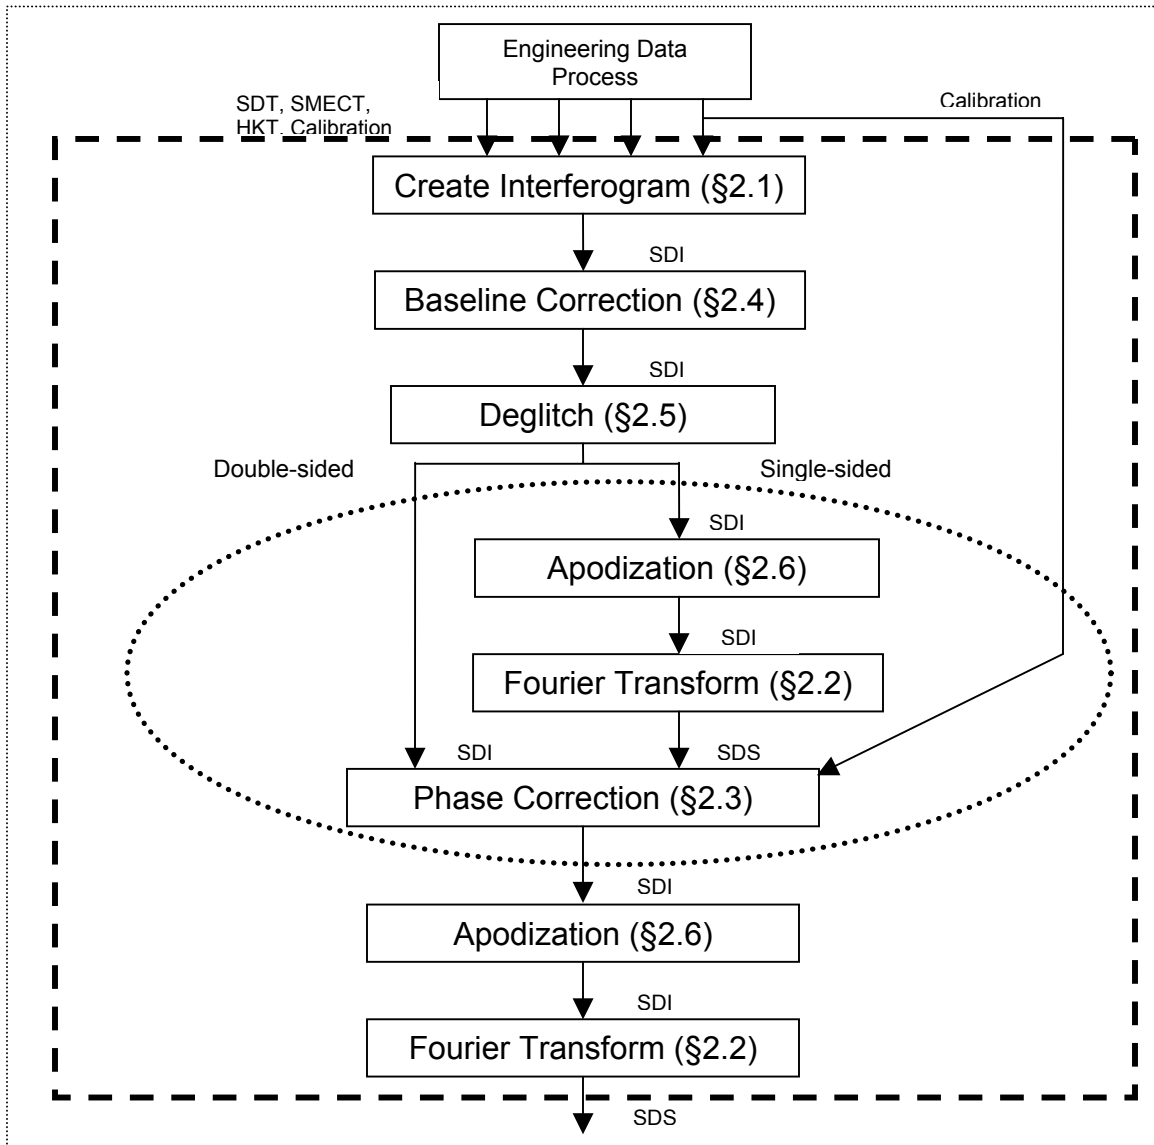 Engineering Data
Process
SDT, SMECT,
HKT, Calibration
Calibration
Create Interferogram (§2.1)
SDI
Baseline Correction (§2.4)
SDI
Deglitch (§2.5)
Double-sided
Single-sided
SDI
Apodization (§2.6)
SDI
Fourier Transform (§2.2)
SDI
SDS
Phase Correction (§2.3)
SDI
Apodization (§2.6)
SDI
Fourier Transform (§2.2)
SDS